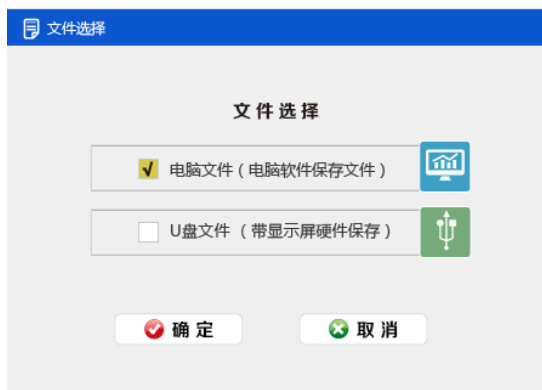 文件选择
文件选择
电脑文件（电脑软件保存文件）
U盘文件 （带显示屏硬件保存）
确定
取消